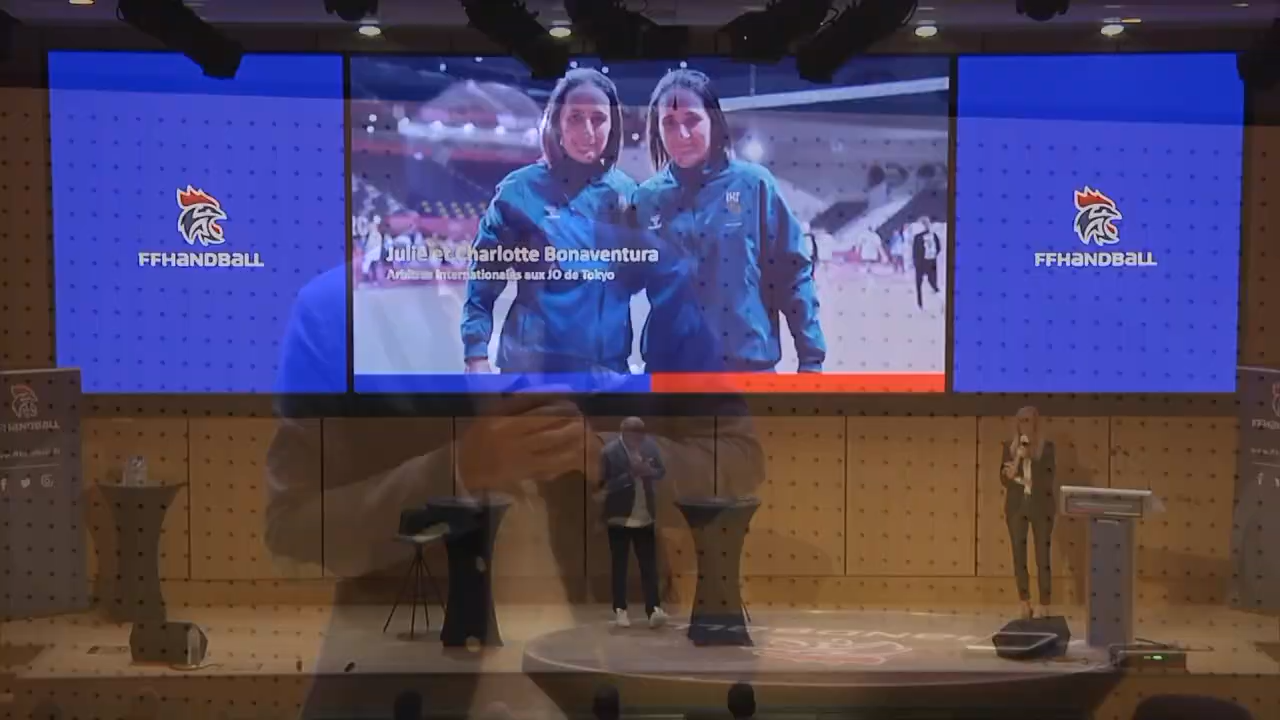 FFHANDBALL
Julie et Charlotte Bonaventura
Arbitres Internationales aux JO de Tokyo
FFHANDBALL